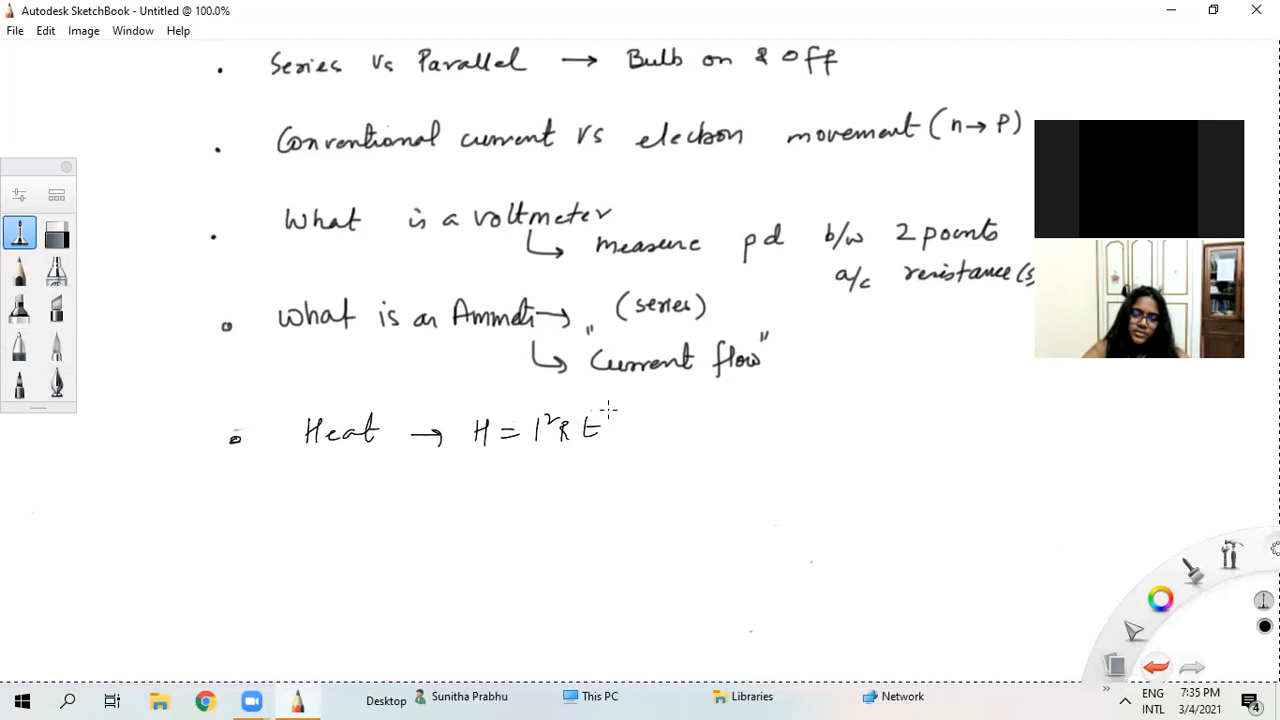 Autodesk SketchBook - Untitled @ 100.0%
File Edit Image Window Help
• Series Vs Parallel → Bulb on & Off
• Conventional current vs electron movement (n→P)
• What is a voltmeter
↳ measure pd b/w 2 points
a/c resistance(s
• What is an Ammetr → (series)
↳ "Current flow"
• Heat → H = I²Rt
Desktop
Sunitha Prabhu
This PC
Libraries
Network
ENG
INTL
7:35 PM
3/4/2021
4